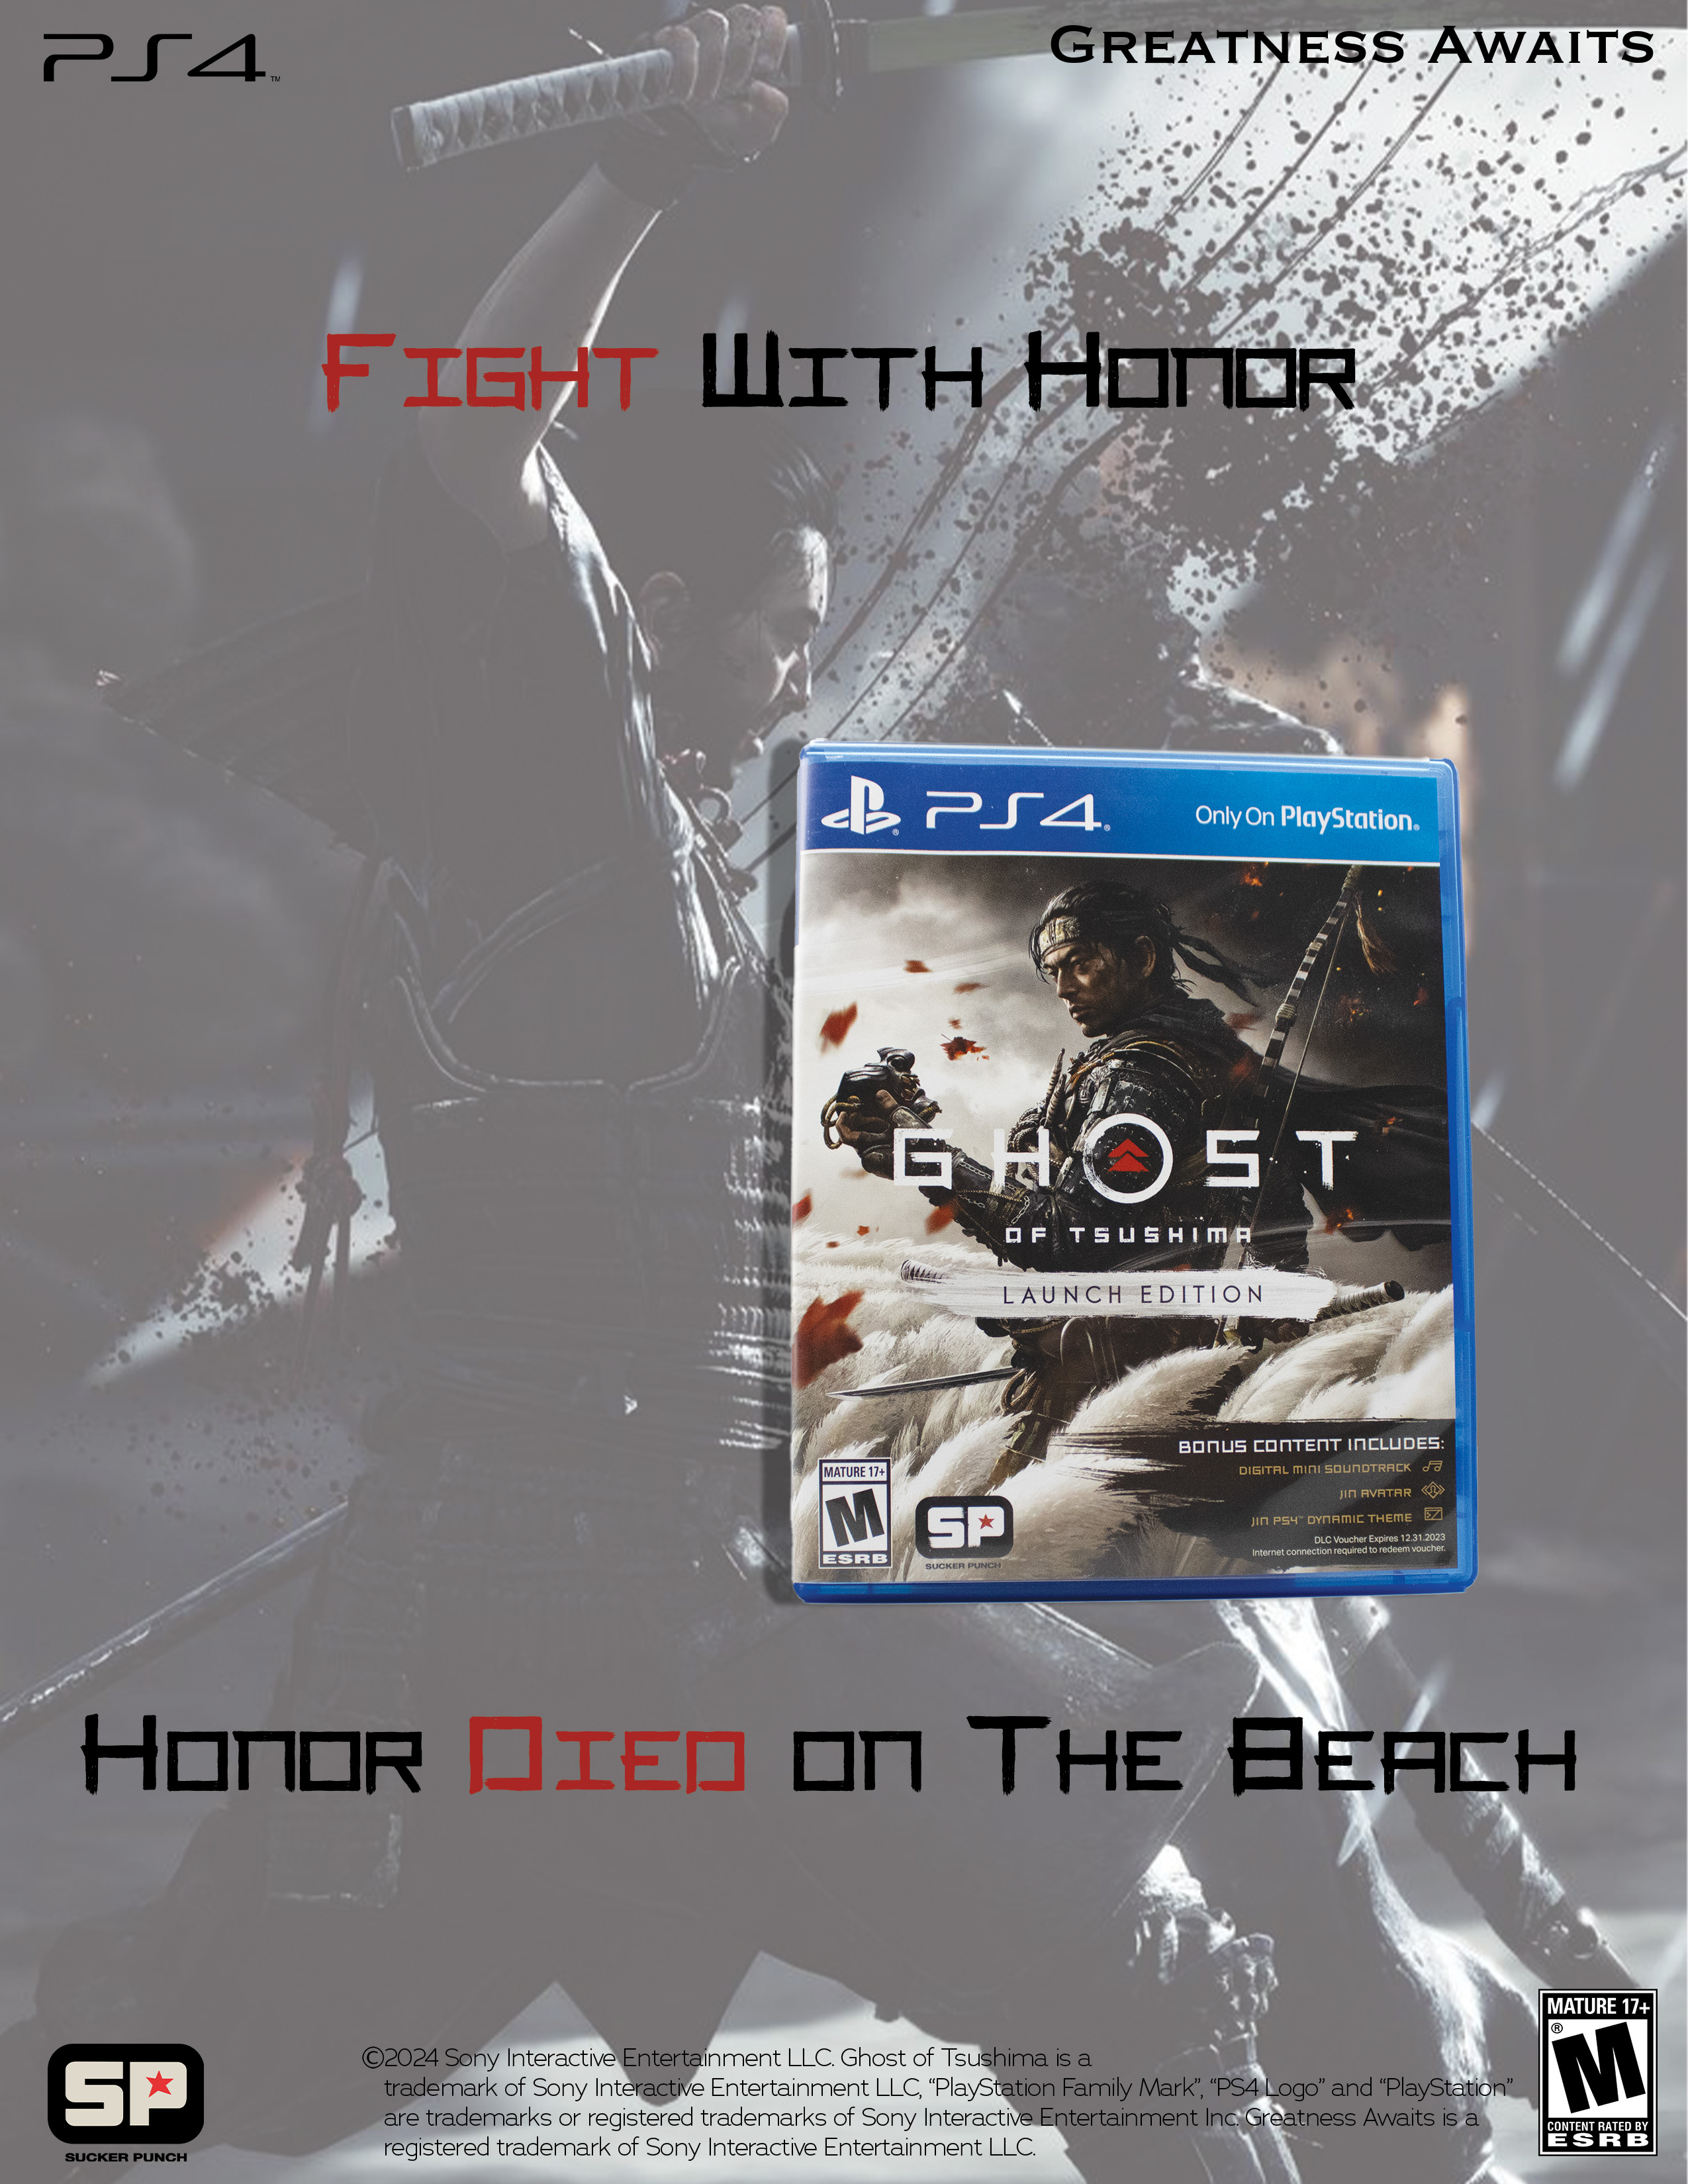 PS4™
Greatness Awaits
Fight With Honor
PS4®
Only On PlayStation®
GHOST
OF TSUSHIMA
LAUNCH EDITION
BONUS CONTENT INCLUDES:
DIGITAL MINI SOUNDTRACK
JIN AVATAR
JIN PS4™ DYNAMIC THEME
DLC Voucher Expires 12.31.2023
Internet connection required to redeem voucher.
MATURE 17+
M
ESRB
SP
SUCKER PUNCH
Honor Died on The Beach
SP
SUCKER PUNCH
©2024 Sony Interactive Entertainment LLC. Ghost of Tsushima is a
trademark of Sony Interactive Entertainment LLC, “PlayStation Family Mark”, “PS4 Logo” and “PlayStation”
are trademarks or registered trademarks of Sony Interactive Entertainment Inc. Greatness Awaits is a
registered trademark of Sony Interactive Entertainment LLC.
MATURE 17+
M®
CONTENT RATED BY
ESRB